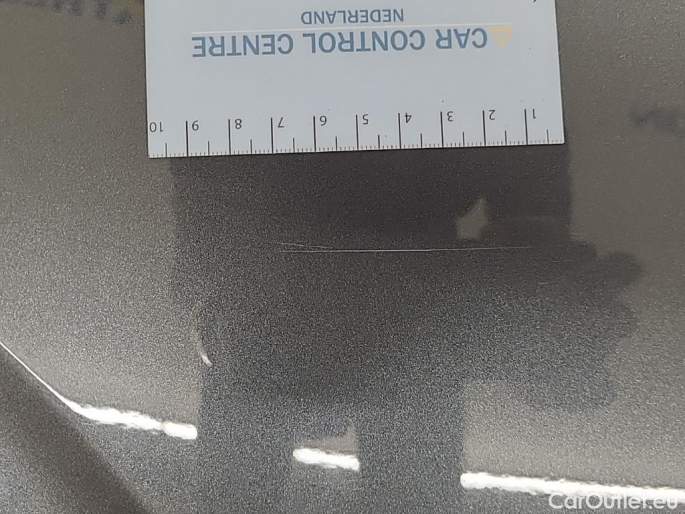 CAR CONTROL CENTRE
NEDERLAND
1 2 3 4 5 6 7 8 9 10
CarOutlet.eu